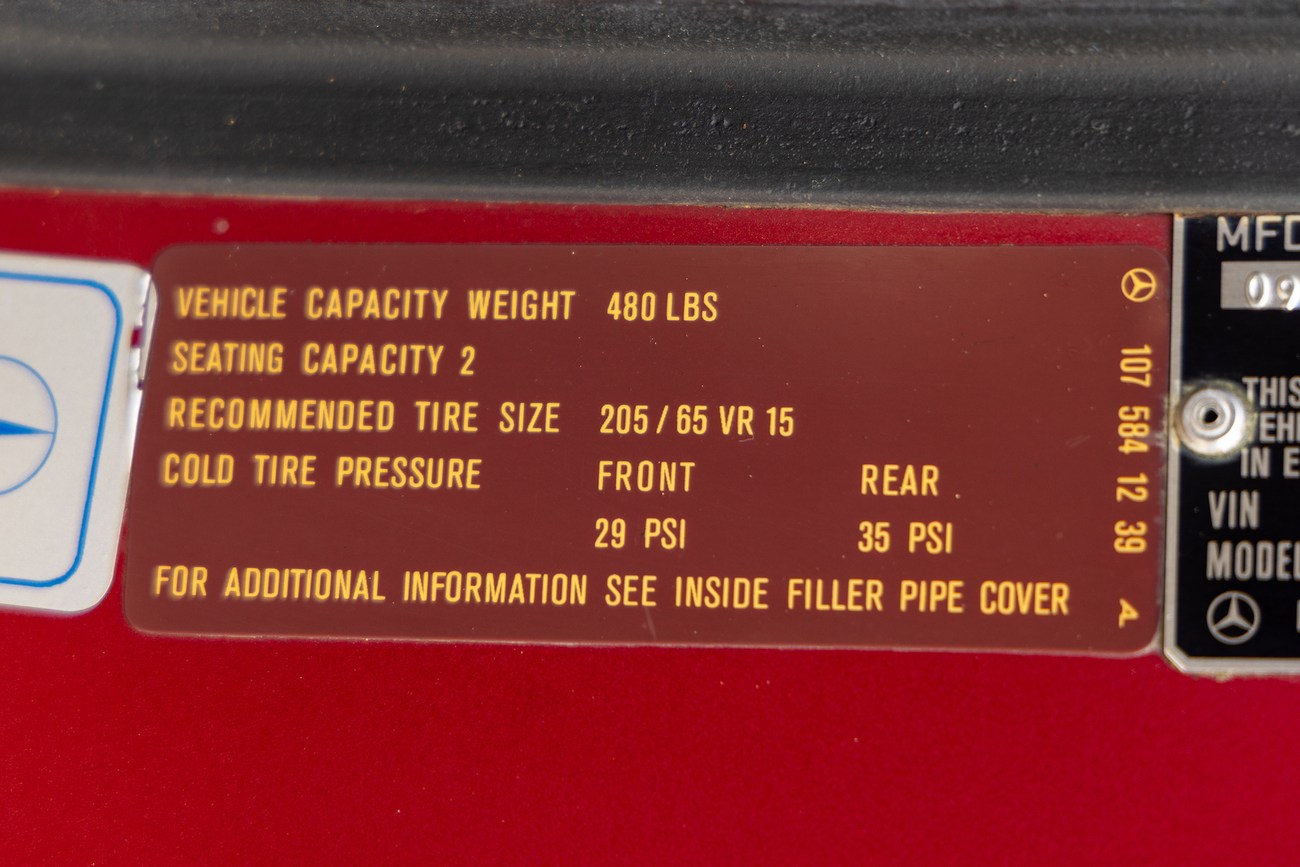 VEHICLE CAPACITY WEIGHT 480 LBS
SEATING CAPACITY 2
RECOMMENDED TIRE SIZE 205/65 VR 15
COLD TIRE PRESSURE FRONT REAR
29 PSI 35 PSI
FOR ADDITIONAL INFORMATION SEE INSIDE FILLER PIPE COVER
107 584 12 39 A
MFD
09
THIS
IN E
VIN
MODEL